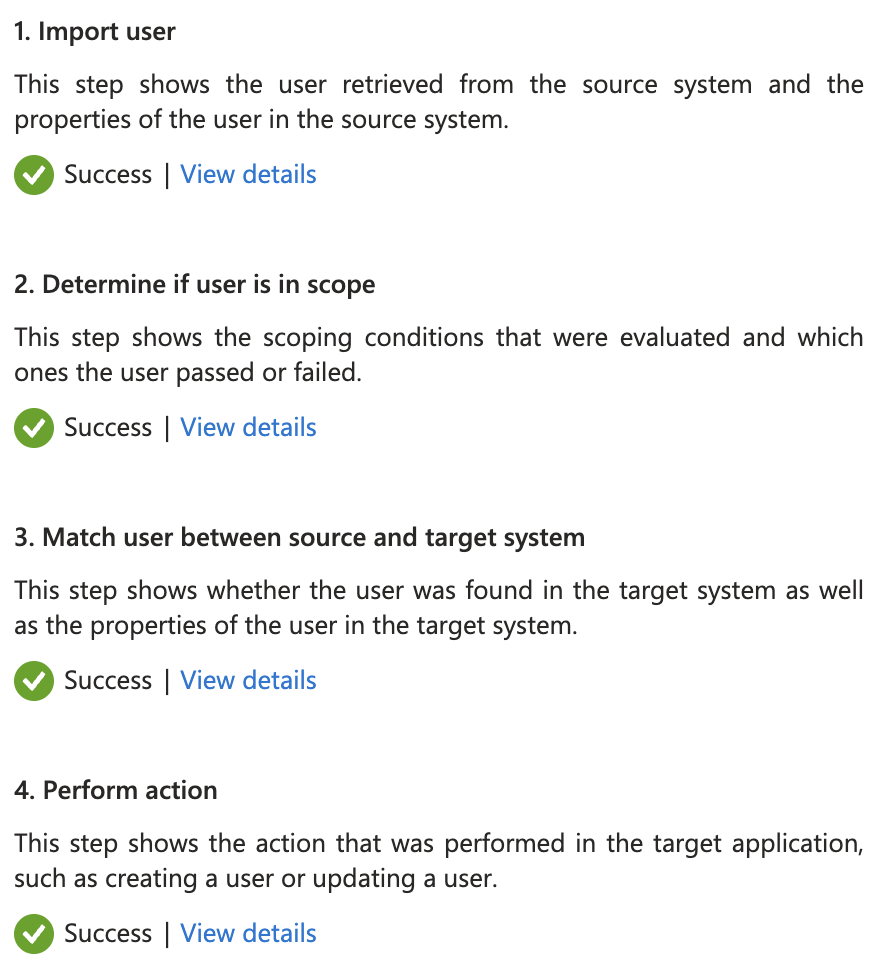 1. Import user
This step shows the user retrieved from the source system and the
properties of the user in the source system.
Success | View details
2. Determine if user is in scope
This step shows the scoping conditions that were evaluated and which
ones the user passed or failed.
Success | View details
3. Match user between source and target system
This step shows whether the user was found in the target system as well
as the properties of the user in the target system.
Success | View details
4. Perform action
This step shows the action that was performed in the target application,
such as creating a user or updating a user.
Success | View details